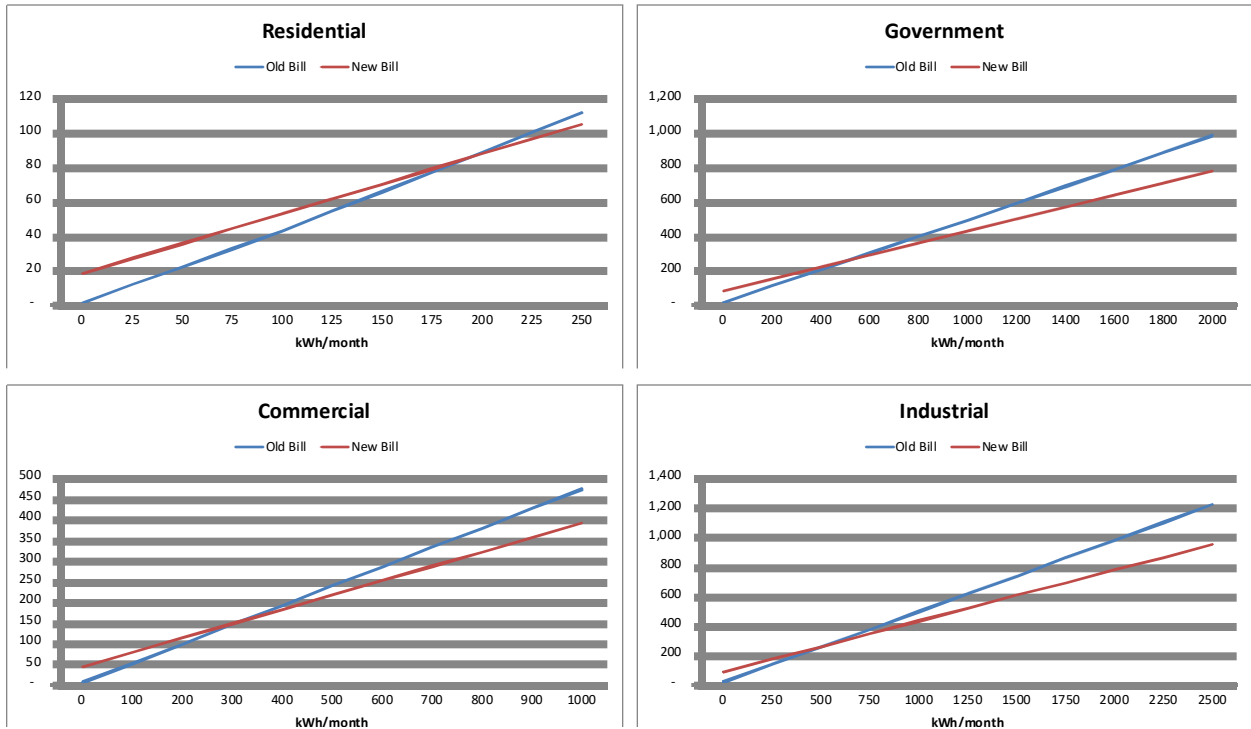 Residential
Old Bill New Bill
120
100
80
60
40
20
-
0 25 50 75 100 125 150 175 200 250
kWh/month
Government
Old Bill New Bill
1,200
1,000
800
600
400
200
-
0 200 400 600 800 1000 1200 1400 1600 1800 2000
kWh/month
Commercial
Old Bill New Bill
500
450
400
350
300
250
200
150
100
50
-
0 100 200 300 400 500 600 700 800 900 1000
kWh/month
Industrial
Old Bill New Bill
1,400
1,200
1,000
800
600
400
200
-
0 250 500 750 1000 1250 1500 1750 2000 2250 2500
kWh/month